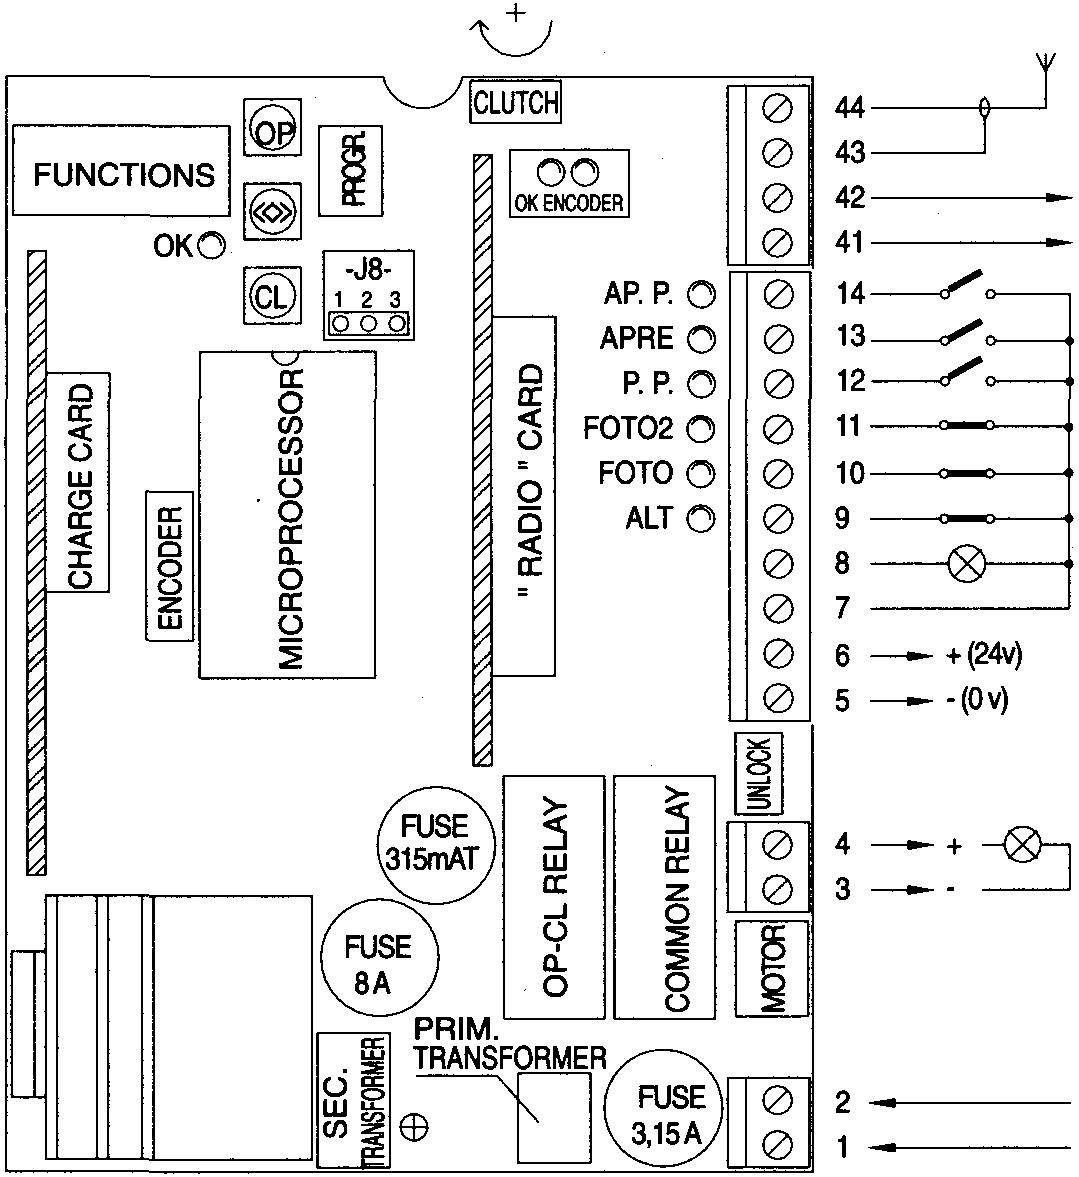 +
CLUTCH
44
OP
FUNCTIONS
PROGR.
43
OK ENCODER
42
OK
41
-J8-
1 2 3
CL
AP. P.
14
APRE
13
P. P.
12
FOTO2
11
FOTO
10
ALT
9
8
7
CHARGE CARD
ENCODER
MICROPROCESSOR
" RADIO " CARD
6
+ (24v)
5
- (0 v)
UNLOCK
FUSE
315mAT
OP-CL RELAY
COMMON RELAY
4
+
3
-
FUSE
8 A
MOTOR
PRIM.
TRANSFORMER
SEC.
TRANSFORMER
FUSE
3,15 A
2
1